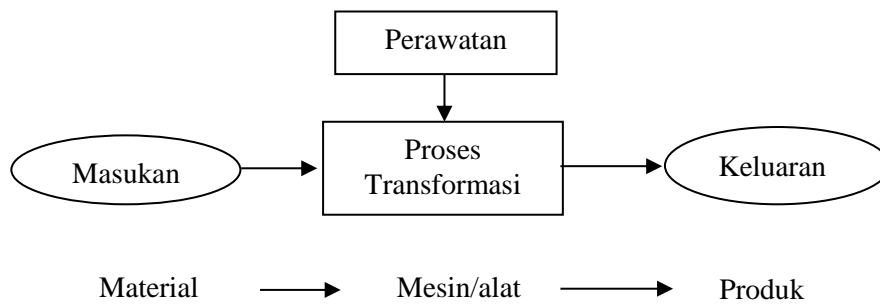 Perawatan
Masukan
Proses
Transformasi
Keluaran
Material
Mesin/alat
Produk